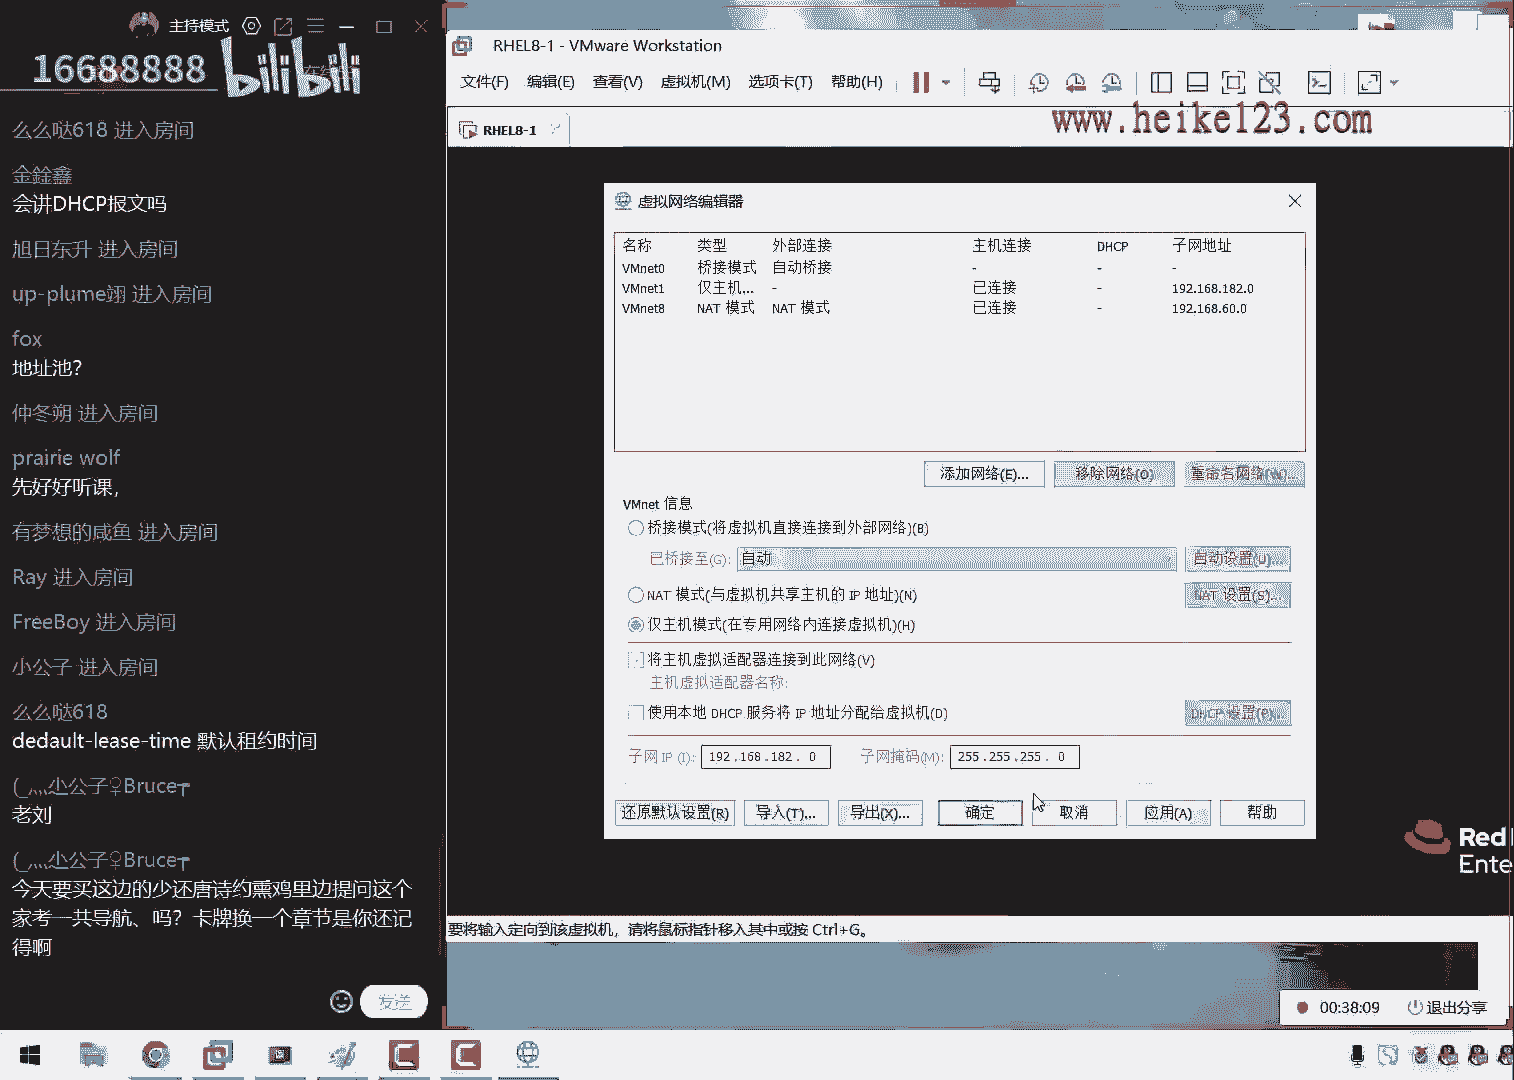 主持模式
16688888
bilibili
么么哒618 进入房间
金銓鑫
会讲DHCP报文吗
旭日东升 进入房间
up-plume翊 进入房间
fox
地址池？
仲冬朔 进入房间
prairie wolf
先好好听课，
有梦想的咸鱼 进入房间
Ray 进入房间
FreeBoy 进入房间
小公子 进入房间
么么哒618
dedault-lease-time 默认租约时间
老刘
今天要买这边的少还唐诗约熏鸡里边提问这个
家考一共导航、吗？卡牌换一个章节是你还记
得啊
发送
RHEL8-1 - VMware Workstation
文件(F) 编辑(E) 查看(V) 虚拟机(M) 选项卡(T) 帮助(H)
www.heike123.com
RHEL8-1
虚拟网络编辑器
名称 类型 外部连接 主机连接 DHCP 子网地址
VMnet0 桥接模式 自动桥接 - - -
VMnet1 仅主机... - 已连接 - 192.168.182.0
VMnet8 NAT 模式 NAT 模式 已连接 - 192.168.60.0
添加网络(E)... 移除网络(O) 重命名网络(W)...
VMnet 信息
桥接模式(将虚拟机直接连接到外部网络)(B)
已桥接至(G): 自动 自动设置(U)...
NAT 模式(与虚拟机共享主机的 IP 地址)(N) NAT 设置(S)...
仅主机模式(在专用网络内连接虚拟机)(H)
将主机虚拟适配器连接到此网络(V)
主机虚拟适配器名称:
使用本地 DHCP 服务将 IP 地址分配给虚拟机(D) DHCP 设置(P)...
子网 IP (I): 192.168.182. 0 子网掩码(M): 255.255.255. 0
还原默认设置(R) 导入(T)... 导出(X)... 确定 取消 应用(A) 帮助
Red
Ente
要将输入定向到该虚拟机，请将鼠标指针移入其中或按 Ctrl+G。
00:38:09 退出分享